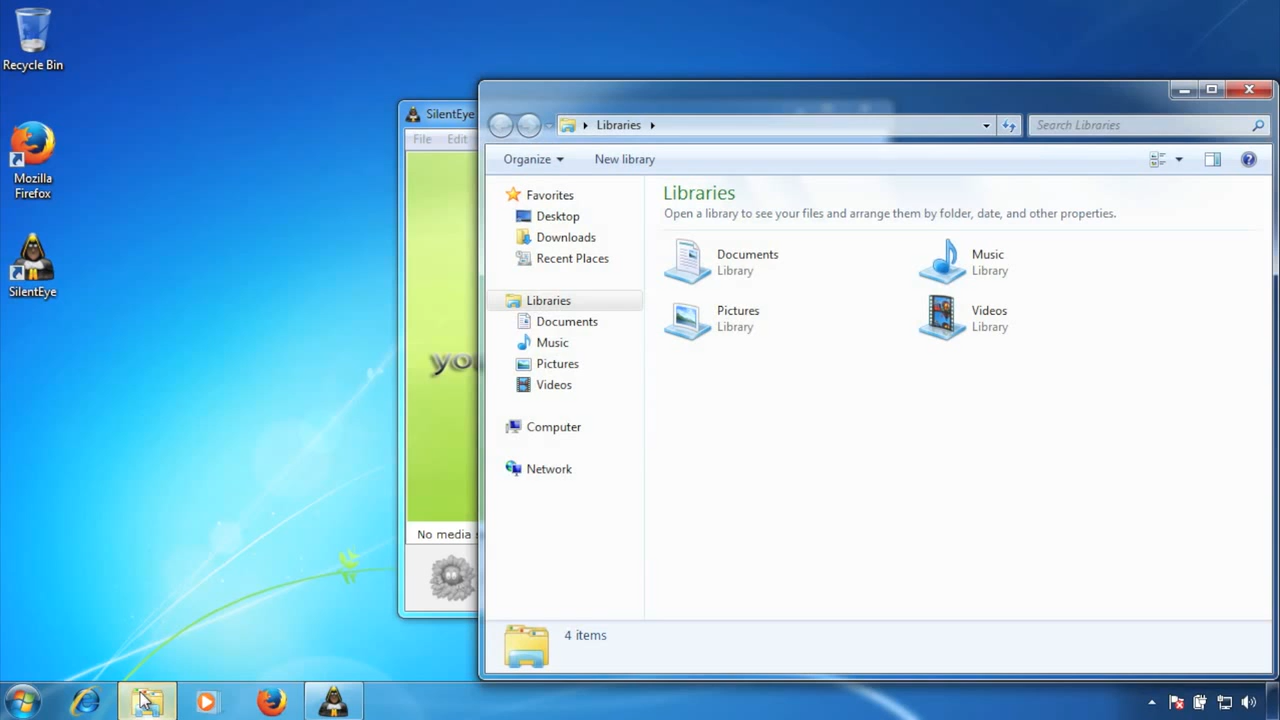 Recycle Bin
Mozilla
Firefox
SilentEye
SilentEye
File Edit
No media
Libraries
Search Libraries
Organize New library
Favorites
Desktop
Downloads
Recent Places
Libraries
Documents
Music
Pictures
Videos
Computer
Network
Libraries
Open a library to see your files and arrange them by folder, date, and other properties.
Documents
Library
Music
Library
Pictures
Library
Videos
Library
4 items